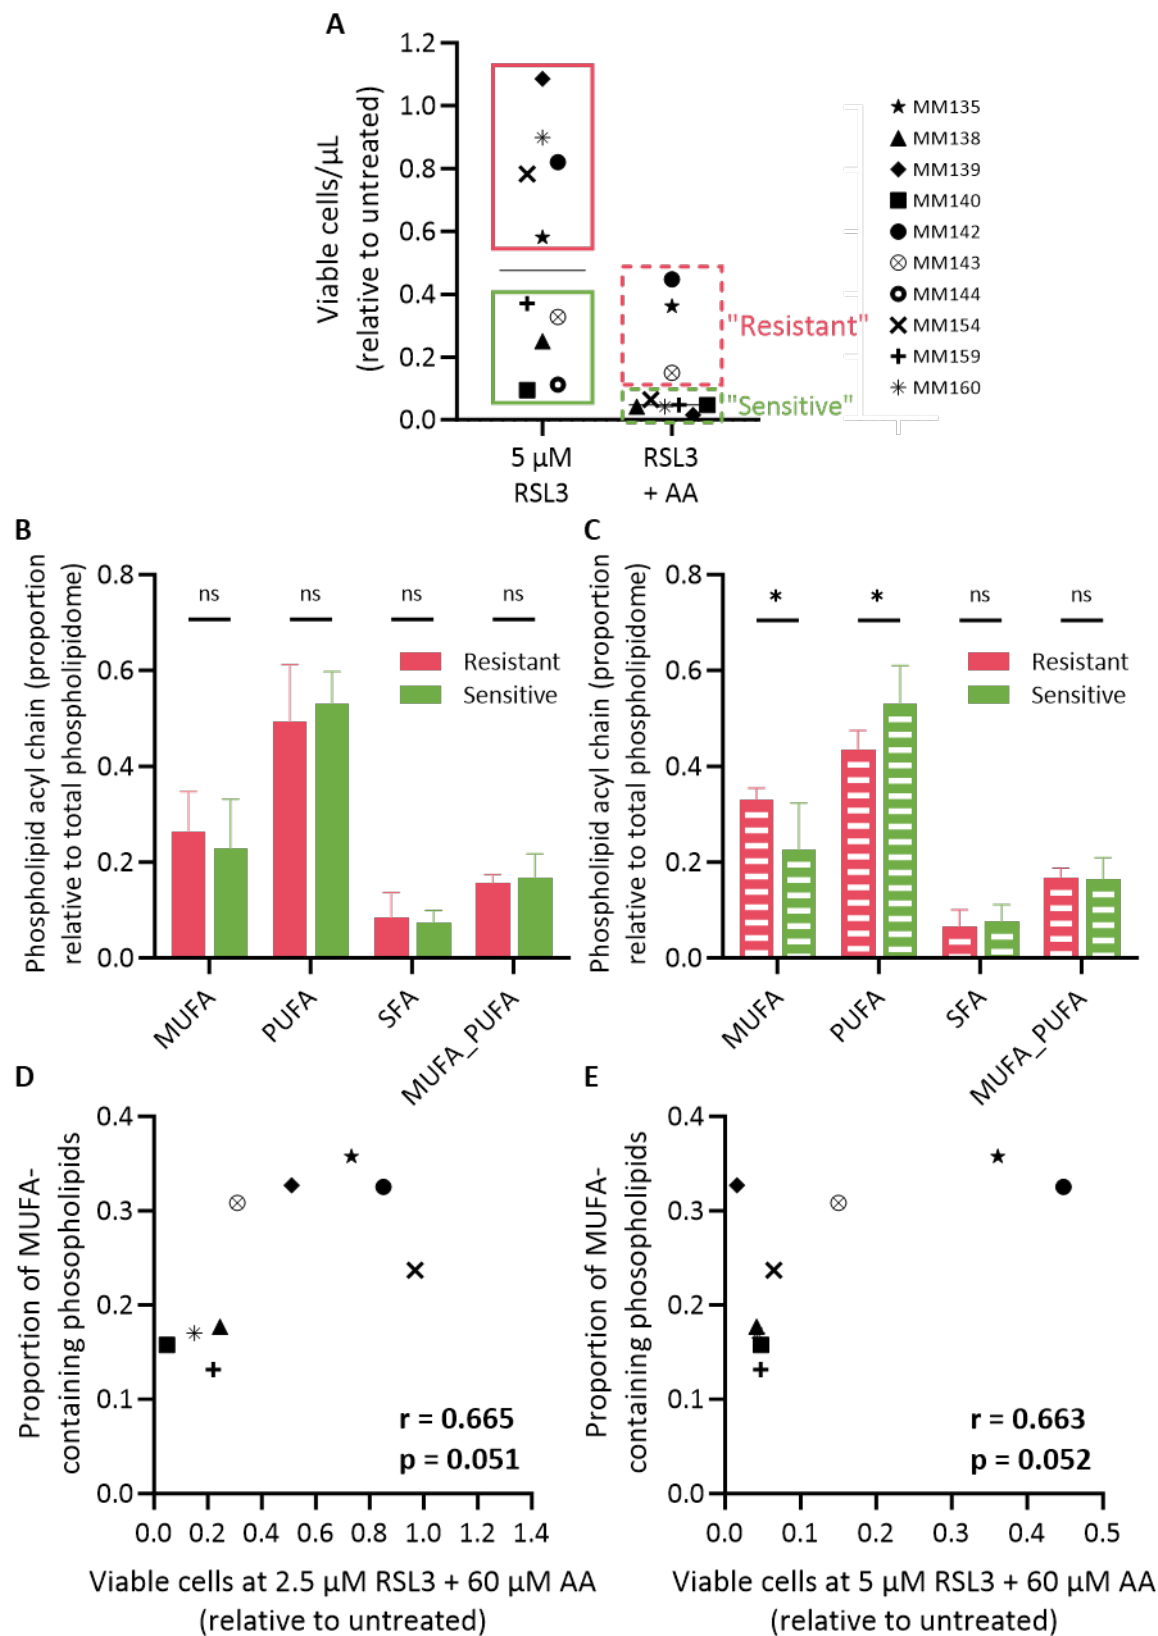 A
Viable cells/µL
(relative to untreated)
1.2
1.0
0.8
0.6
0.4
0.2
0.0
5 µM
RSL3
RSL3
+ AA
"Resistant"
"Sensitive"
MM135
MM138
MM139
MM140
MM142
MM143
MM144
MM154
MM159
MM160
B
Phospholipid acyl chain (proportion
relative to total phospholipidome)
0.8
0.6
0.4
0.2
0.0
ns
ns
ns
ns
Resistant
Sensitive
MUFA
PUFA
SFA
MUFA_PUFA
C
Phospholipid acyl chain (proportion
relative to total phospholipidome)
0.8
0.6
0.4
0.2
0.0
*
*
ns
ns
Resistant
Sensitive
MUFA
PUFA
SFA
MUFA_PUFA
D
Proportion of MUFA-
containing phosopholipids
0.4
0.3
0.2
0.1
0.0
r = 0.665
p = 0.051
0.0 0.2 0.4 0.6 0.8 1.0 1.2 1.4
Viable cells at 2.5 µM RSL3 + 60 µM AA
(relative to untreated)
E
Proportion of MUFA-
containing phosopholipids
0.4
0.3
0.2
0.1
0.0
r = 0.663
p = 0.052
0.0 0.1 0.2 0.3 0.4 0.5
Viable cells at 5 µM RSL3 + 60 µM AA
(relative to untreated)